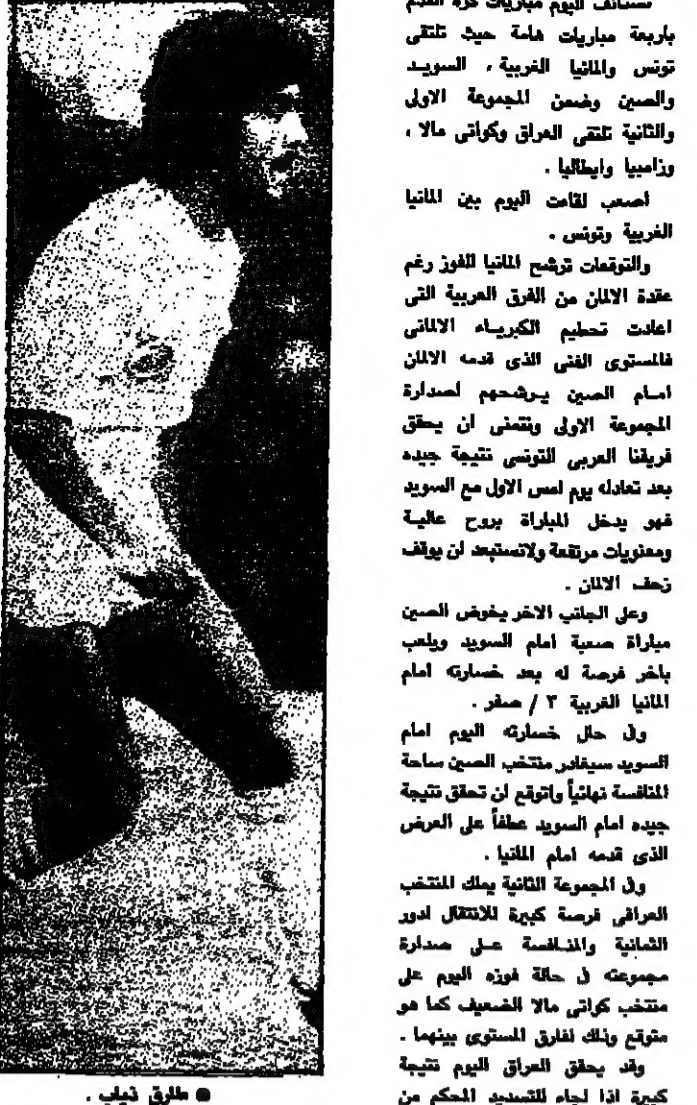 تستأنف اليوم مباريات كرة القدم
باربعة مباريات هامة حيث تلتقى
تونس والمانيا الغربية ، السويد
والصين وضمن المجموعة الاولى
والثانية تلتقى العراق وكواتى مالا ،
وزامبيا وايطاليا .
اصعب لقاءت اليوم بين المانيا
الغربية وتونس .
والتوقعات ترشح المانيا للفوز رغم
عقدة الالمان من الفرق العربية التى
اعادت تحطيم الكبرياء الالمانى
فالمستوى الفنى الذى قدمه الالمان
امام الصين يرشحهم لصدارة
المجموعة الاولى ونتمنى ان يحقق
فريقنا العربى التونسى نتيجة جيده
بعد تعادله يوم امس الاول مع السويد
فهو يدخل المباراة بروح عالية
ومعنويات مرتفعة ولاتستبعد ان يوقف
زحف الالمان .
وعلى الجانب الاخر يخوض الصين
مباراة صعبة امام السويد ويلعب
باخر فرصة له بعد خسارته امام
المانيا الغربية ٣ / صفر .
وفى حال خسارته اليوم امام
السويد سيغادر منتخب الصين ساحة
المنافسة نهائياً واتوقع ان تحقق نتيجة
جيده امام السويد عطفاً على العرض
الذى قدمه امام المانيا .
وفى المجموعة الثانية يملك المنتخب
العراقى فرصة كبيرة للانتقال لدور
الثمانية والمنافسة على صدارة
مجموعته فى حالة فوزه اليوم على
منتخب كواتى مالا الضعيف كما هو
متوقع وذلك لفارق المستوى بينهما .
وقد يحقق العراق اليوم نتيجة
كبيرة اذا لجاء للتسديد المحكم من
● طارق ذياب .